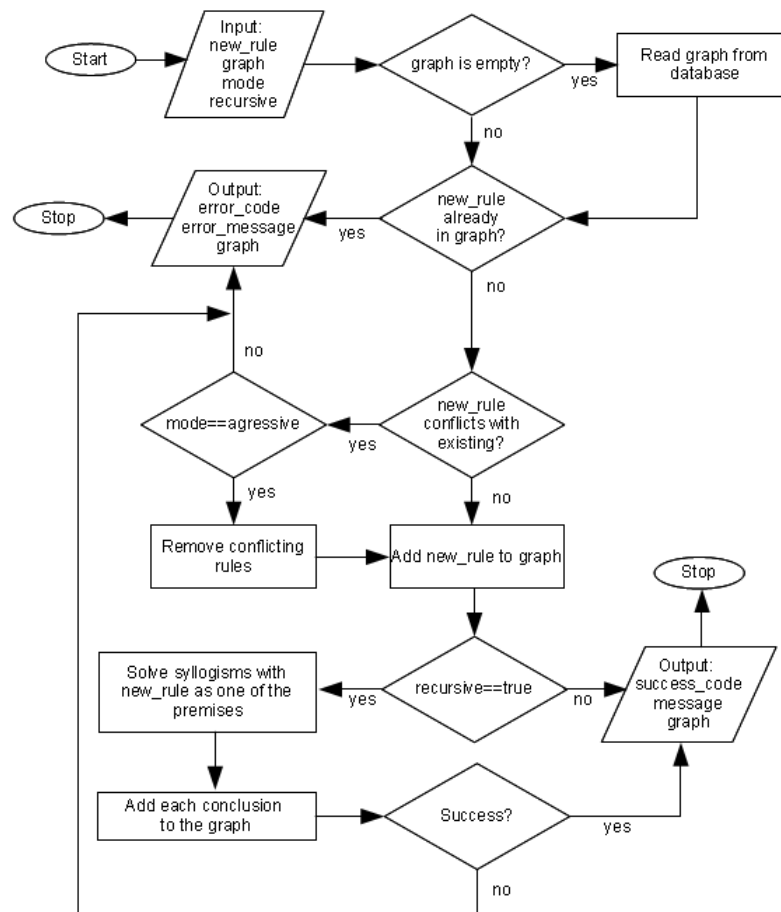 Start
Input:
new_rule
graph
mode
recursive
graph is empty?
yes
Read graph from
database
no
Stop
Output:
error_code
error_message
graph
yes
new_rule
already
in graph?
no
no
mode==agressive
yes
new_rule
conflicts with
existing?
yes
no
Remove conflicting
rules
Add new_rule to graph
Stop
Solve syllogisms with
new_rule as one of the
premises
yes
recursive==true
no
Output:
success_code
message
graph
Add each conclusion
to the graph
Success?
yes
no